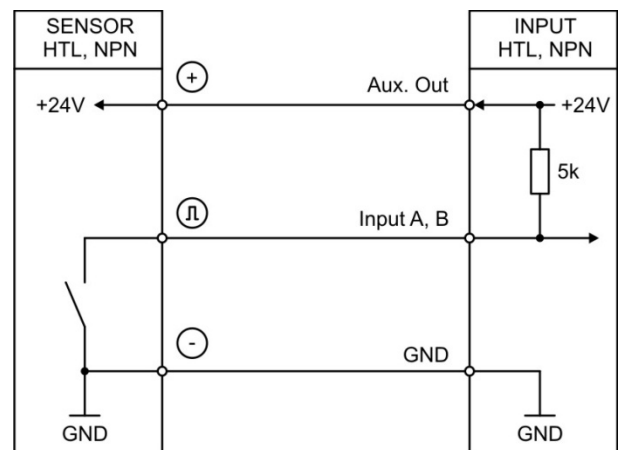 SENSOR
HTL, NPN
INPUT
HTL, NPN
+
Aux. Out
+24V
+24V
5k
Input A, B
-
GND
GND
GND